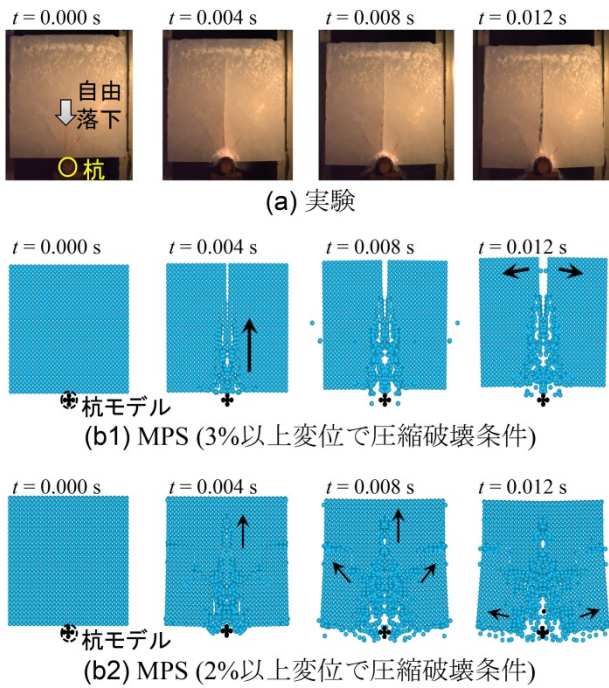 t = 0.000 s t = 0.004 s t = 0.008 s t = 0.012 s
自由
落下
杭
(a) 実験
t = 0.000 s t = 0.004 s t = 0.008 s t = 0.012 s
杭モデル
(b1) MPS (3%以上変位で圧縮破壊条件)
t = 0.000 s t = 0.004 s t = 0.008 s t = 0.012 s
杭モデル
(b2) MPS (2%以上変位で圧縮破壊条件)